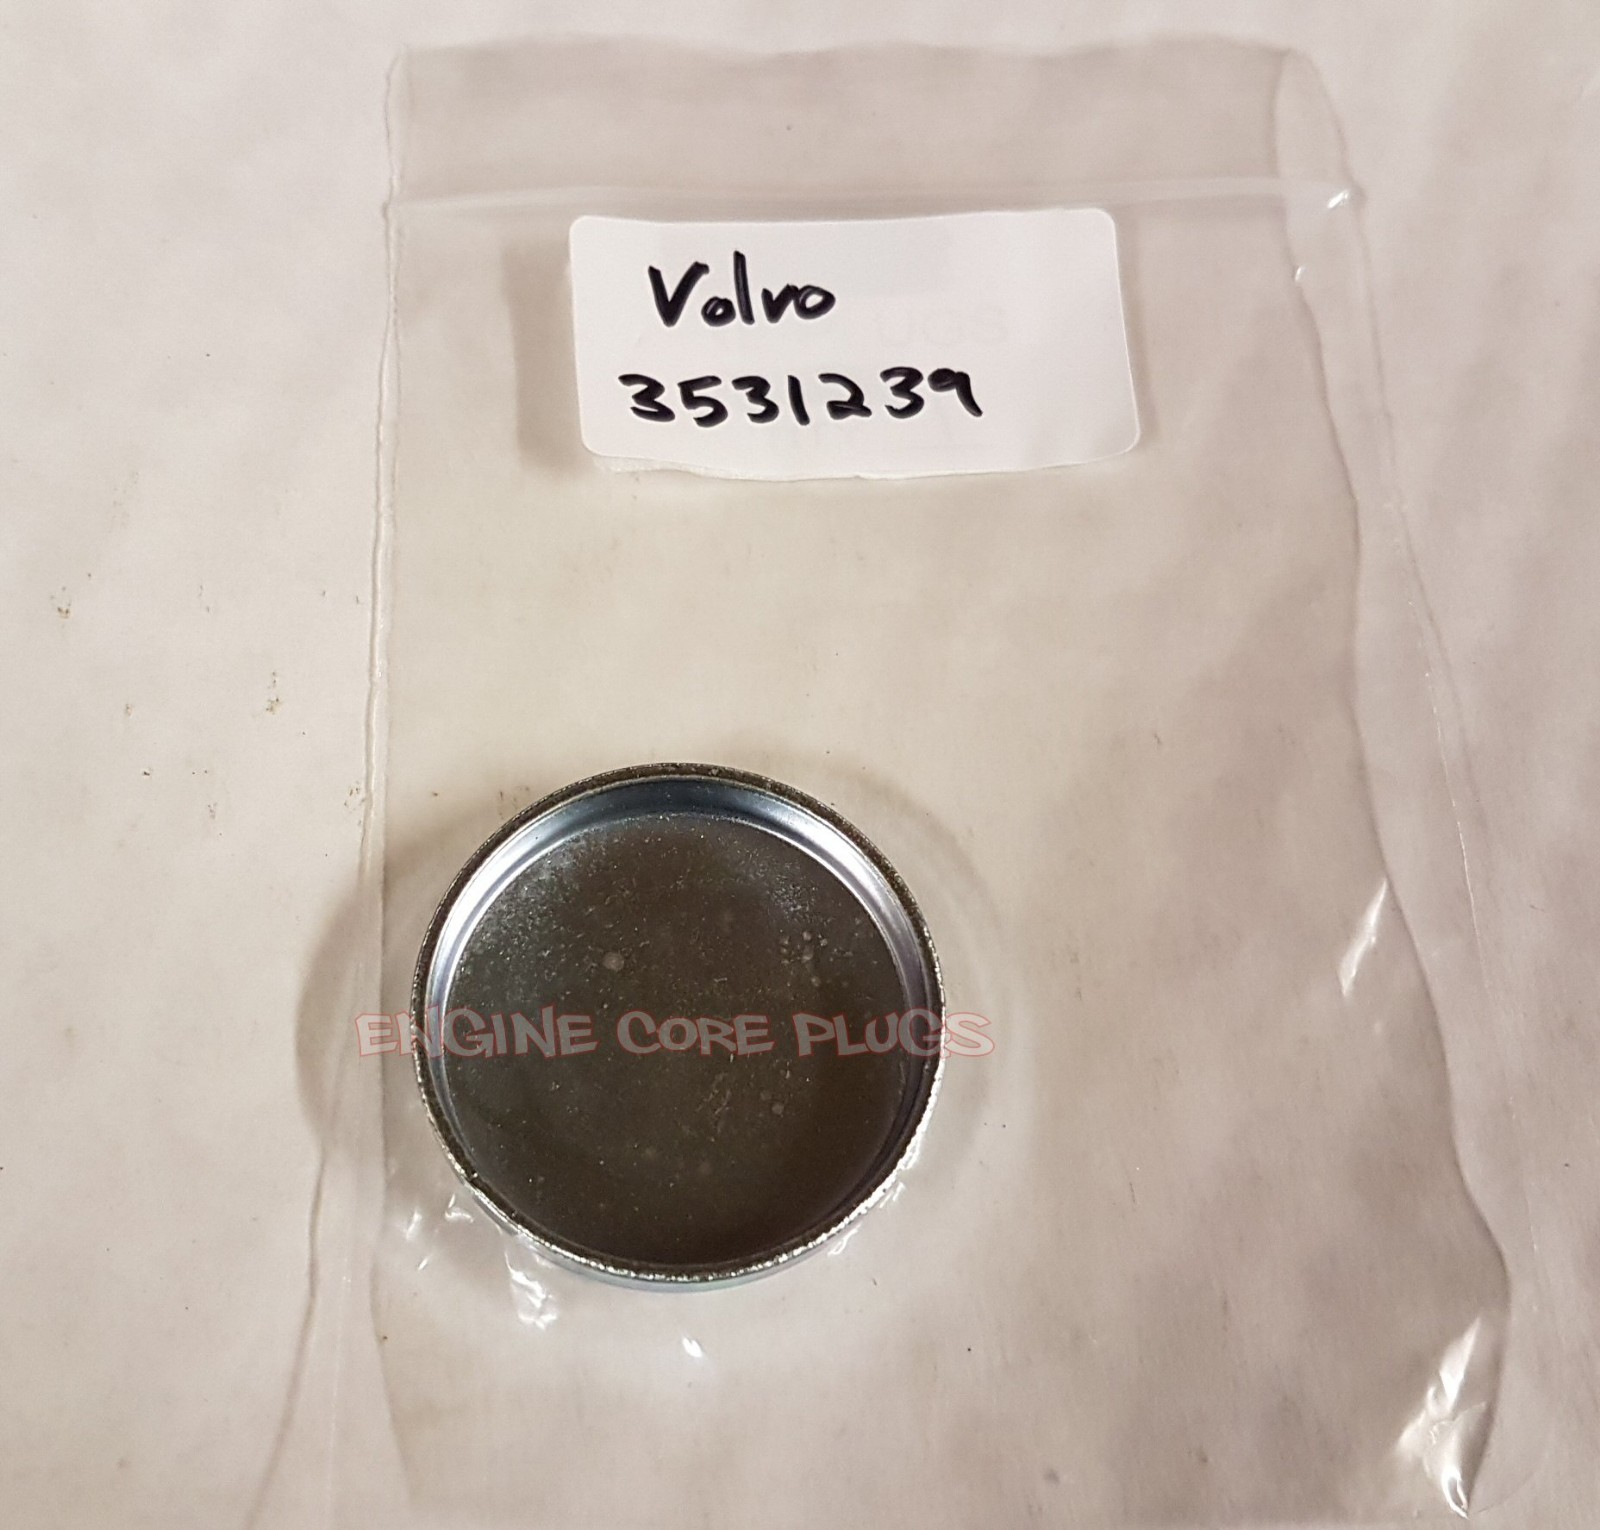 Volvo
3531239
ENGINE CORE PLUGS